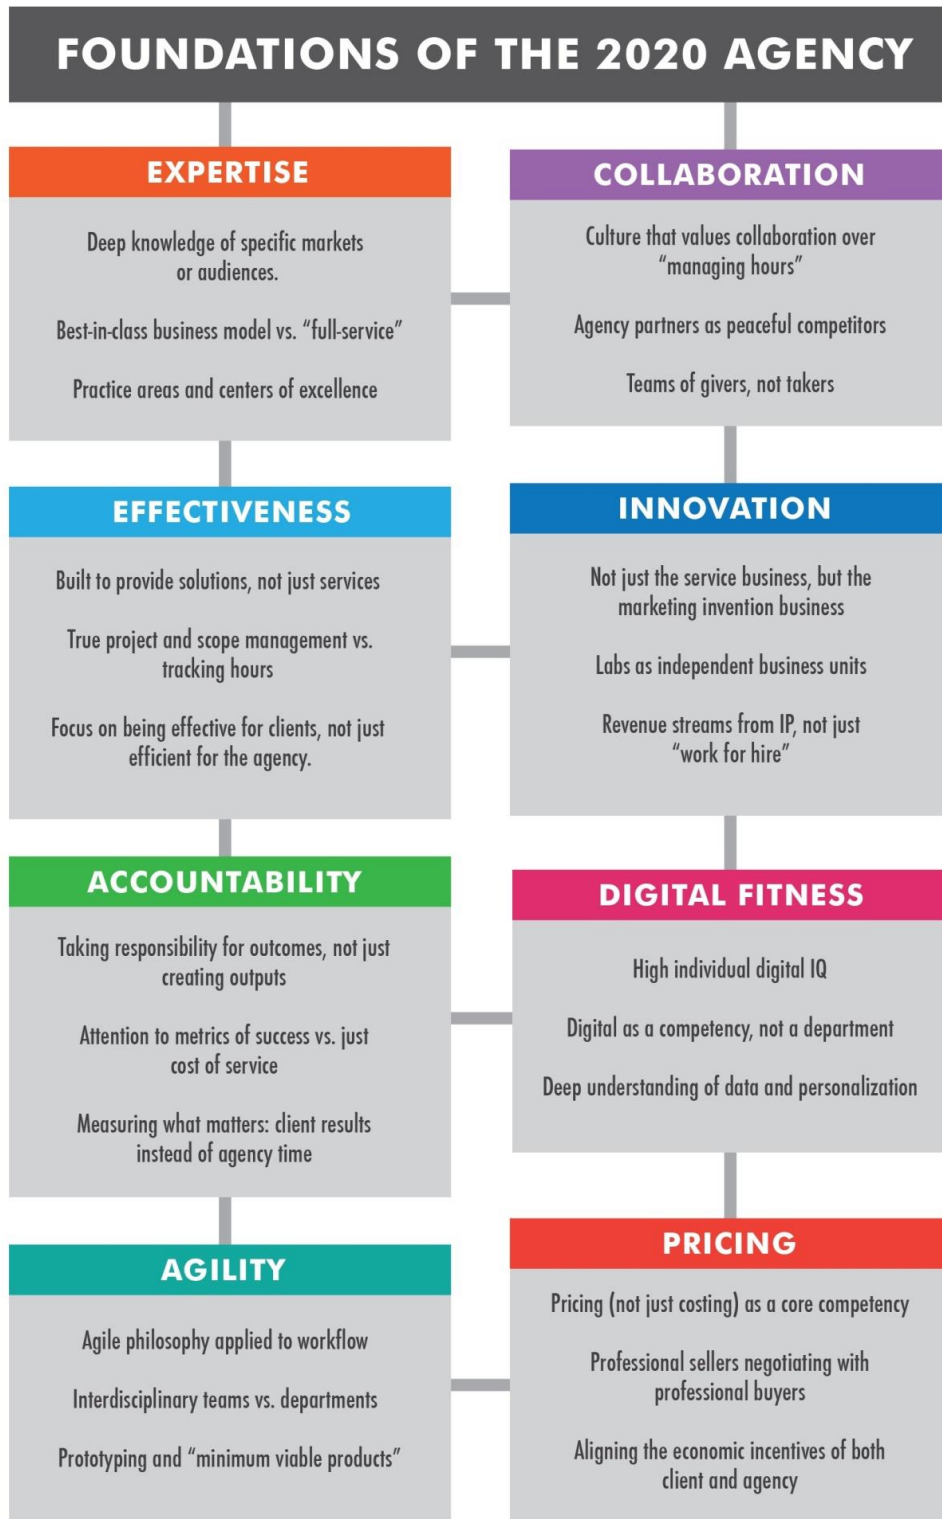 FOUNDATIONS OF THE 2020 AGENCY
EXPERTISE
Deep knowledge of specific markets
or audiences.
Best-in-class business model vs. “full-service”
Practice areas and centers of excellence
COLLABORATION
Culture that values collaboration over
“managing hours”
Agency partners as peaceful competitors
Teams of givers, not takers
EFFECTIVENESS
Built to provide solutions, not just services
True project and scope management vs.
tracking hours
Focus on being effective for clients, not just
efficient for the agency.
INNOVATION
Not just the service business, but the
marketing invention business
Labs as independent business units
Revenue streams from IP, not just
“work for hire”
ACCOUNTABILITY
Taking responsibility for outcomes, not just
creating outputs
Attention to metrics of success vs. just
cost of service
Measuring what matters: client results
instead of agency time
DIGITAL FITNESS
High individual digital IQ
Digital as a competency, not a department
Deep understanding of data and personalization
AGILITY
Agile philosophy applied to workflow
Interdisciplinary teams vs. departments
Prototyping and “minimum viable products”
PRICING
Pricing (not just costing) as a core competency
Professional sellers negotiating with
professional buyers
Aligning the economic incentives of both
client and agency